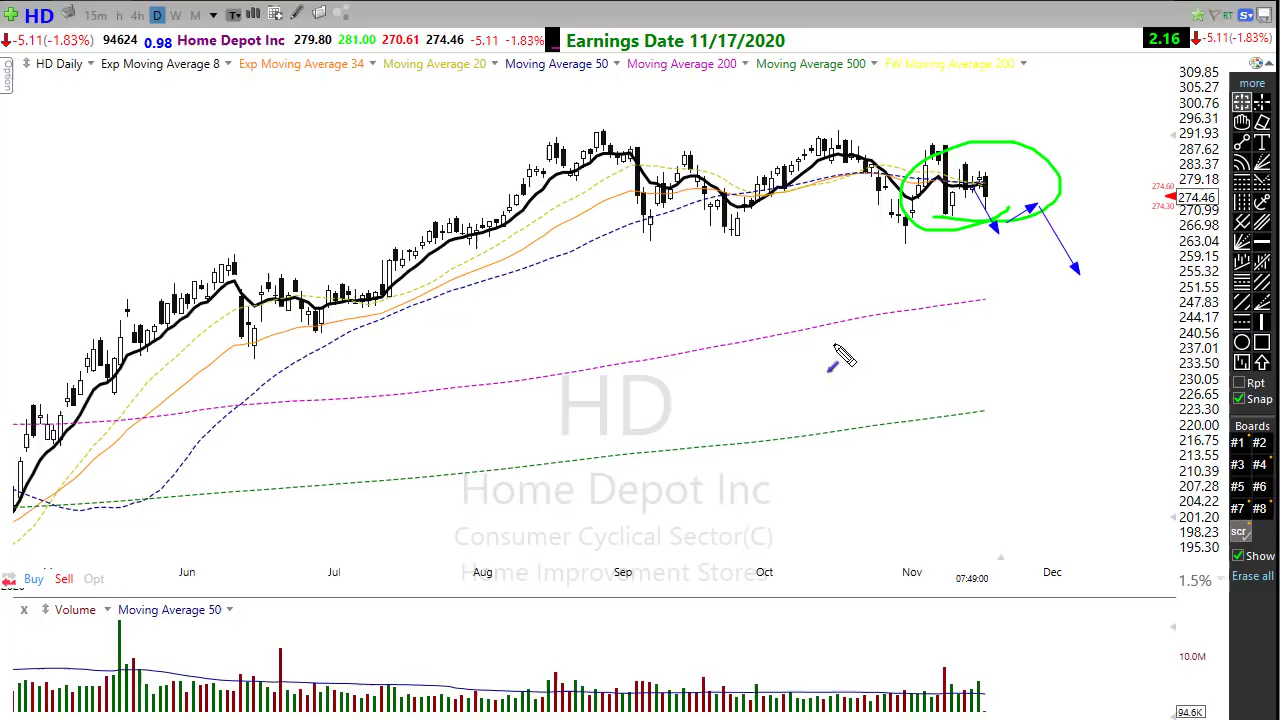 HD 15m h 4h D W M T RT S
-5.11(-1.83%) 94624 0.98 Home Depot Inc 279.80 281.00 270.61 274.46 -5.11 -1.83% Earnings Date 11/17/2020 2.16 -5.11(-1.83%)
Option
HD Daily Exp Moving Average 8 Exp Moving Average 34 Moving Average 20 Moving Average 50 Moving Average 200 Moving Average 500 FW Moving Average 200
309.85
305.27
300.76
296.31
291.93
287.62
283.37
279.18
274.60
274.46
274.30
270.99
266.98
263.04
259.15
255.32
251.55
247.83
244.17
240.56
237.01
233.50
230.05
226.65
223.30
220.00
216.75
213.55
210.39
207.28
204.22
201.20
198.23
195.30
more
Rpt
Snap
Boards
#1 #2
#3 #4
#5 #6
#7 #8
scr
Show
Erase all
HD
Home Depot Inc
Consumer Cyclical Sector(C)
Home Improvement Stores
Jun Jul Aug Sep Oct Nov Dec
Buy Sell Opt 07:49:00 1.5%
X Volume Moving Average 50
10.0M
94.6K